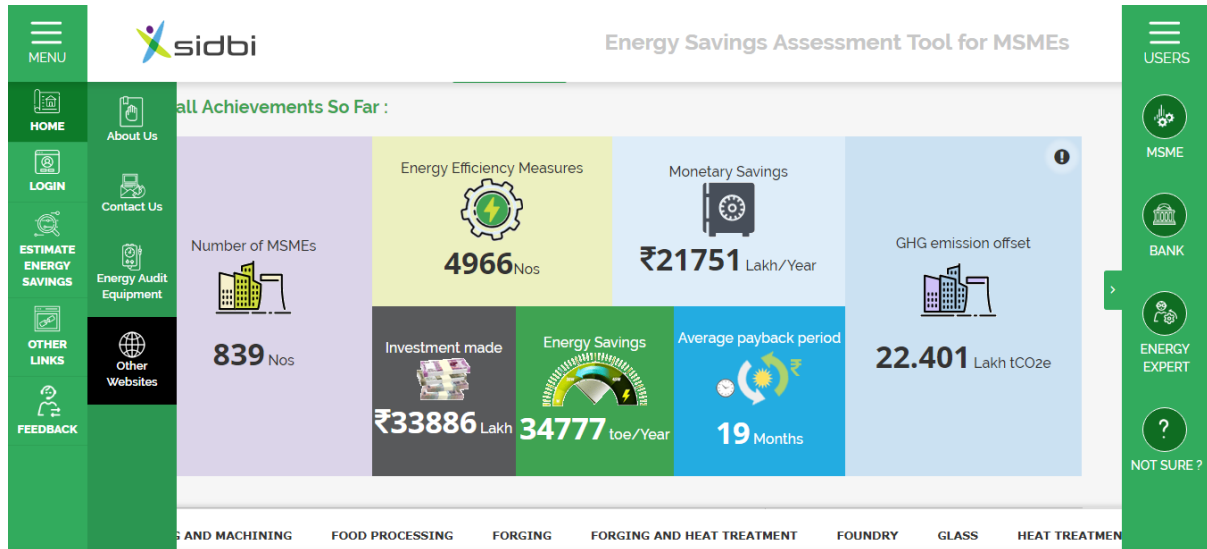 MENU
sidbi
Energy Savings Assessment Tool for MSMEs
USERS
HOME
LOGIN
ESTIMATE
ENERGY
SAVINGS
OTHER
LINKS
FEEDBACK
About Us
Contact Us
Energy Audit
Equipment
Other
Websites
all Achievements So Far :
Number of MSMEs
839 Nos
Energy Efficiency Measures
4966 Nos
Monetary Savings
₹21751 Lakh/Year
Investment made
₹33886 Lakh
Energy Savings
34777 toe/Year
Average payback period
₹
19 Months
GHG emission offset
22.401 Lakh tCO2e
MSME
BANK
ENERGY
EXPERT
?
NOT SURE ?
G AND MACHINING FOOD PROCESSING FORGING FORGING AND HEAT TREATMENT FOUNDRY GLASS HEAT TREATMEN